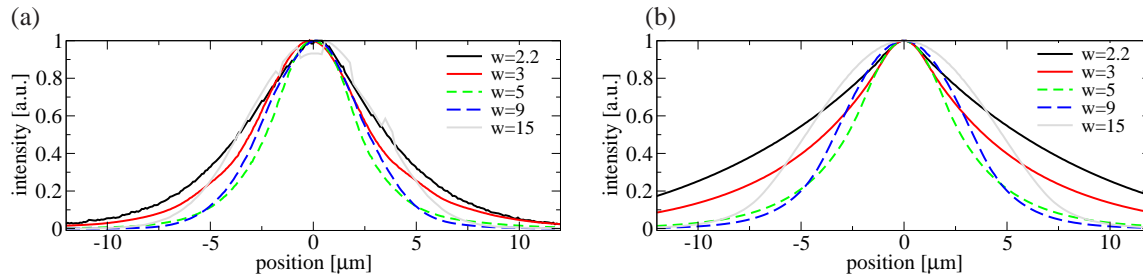 (a)
intensity [a.u.]
1
0.8
0.6
0.4
0.2
0
-10
-5
0
5
10
position [μm]
w=2.2
w=3
w=5
w=9
w=15
(b)
intensity [a.u.]
1
0.8
0.6
0.4
0.2
0
-10
-5
0
5
10
position [μm]
w=2.2
w=3
w=5
w=9
w=15